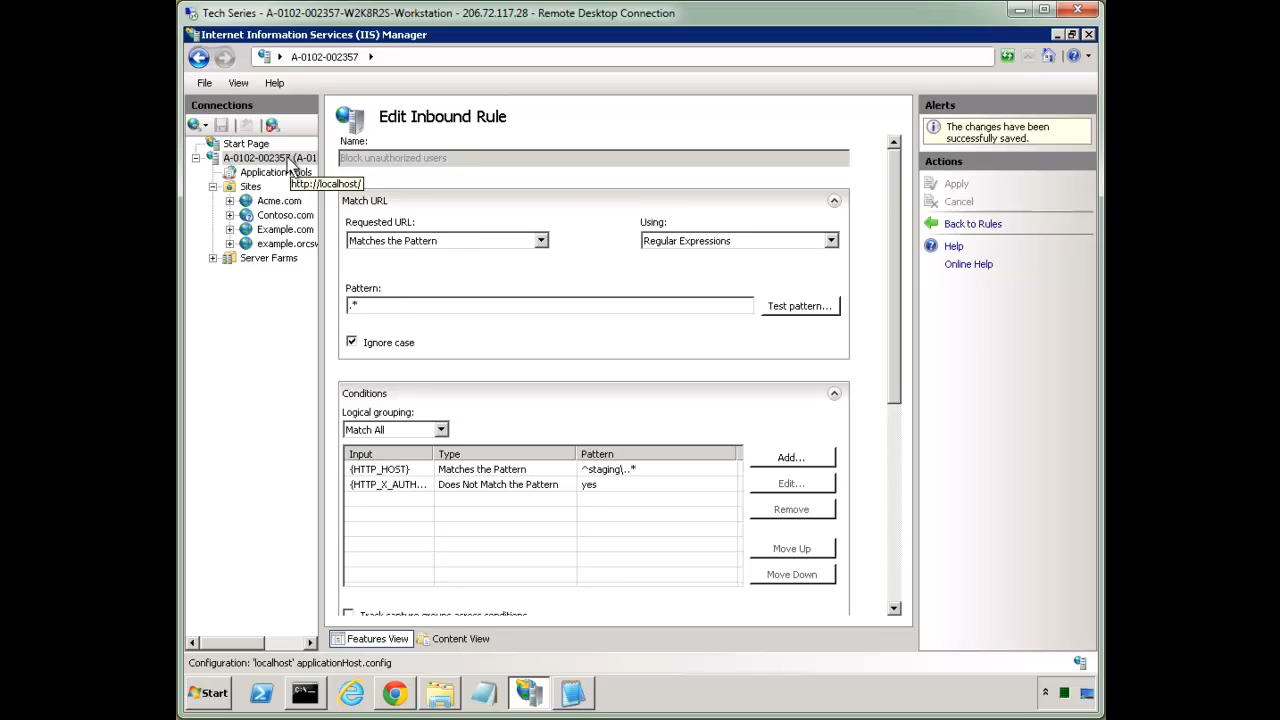 Tech Series - A-0102-002357-W2K8R2S-Workstation - 206.72.117.28 - Remote Desktop Connection
Internet Information Services (IIS) Manager
A-0102-002357
File View Help
Connections
Start Page
A-0102-002357 (A-01
Application Pools
http://localhost/
Sites
Acme.com
Contoso.com
Example.com
example.orcsw
Server Farms
Edit Inbound Rule
Name:
Block unauthorized users
Match URL
Requested URL: Using:
Matches the Pattern Regular Expressions
Pattern:
.* Test pattern...
Ignore case
Conditions
Logical grouping:
Match All
Input Type Pattern
{HTTP_HOST} Matches the Pattern ^staging\..*
{HTTP_X_AUTH... Does Not Match the Pattern yes
Add...
Edit...
Remove
Move Up
Move Down
Track capture groups across conditions
Features View Content View
Alerts
The changes have been
successfully saved.
Actions
Apply
Cancel
Back to Rules
Help
Online Help
Configuration: 'localhost' applicationHost.config
Start